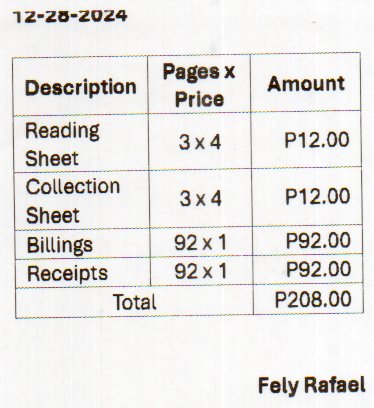 12-28-2024
Description Pages x Price Amount
Reading Sheet 3 x 4 P12.00
Collection Sheet 3 x 4 P12.00
Billings 92 x 1 P92.00
Receipts 92 x 1 P92.00
Total P208.00
Fely Rafael